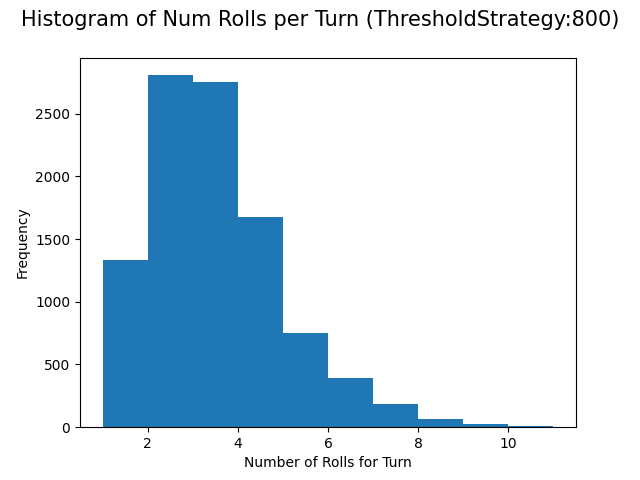 Histogram of Num Rolls per Turn (ThresholdStrategy:800)
Frequency
2500
2000
1500
1000
500
0
2 4 6 8 10
Number of Rolls for Turn